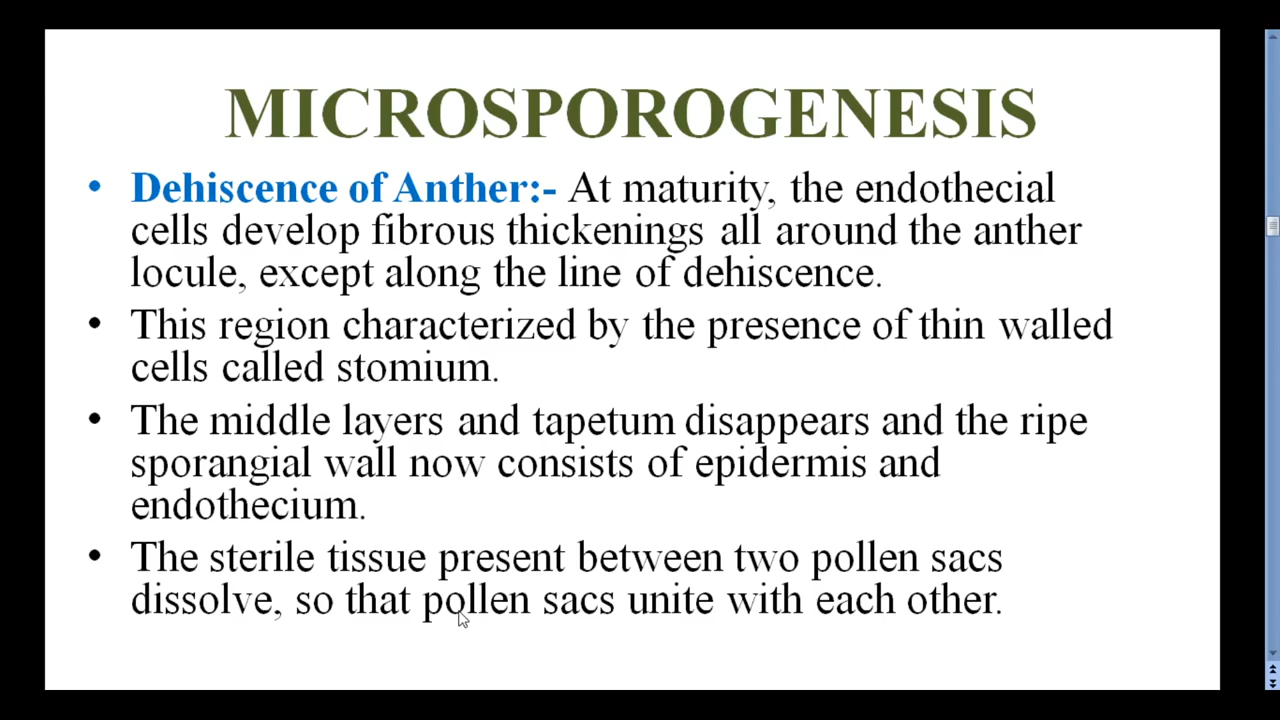 MICROSPOROGENESIS
• Dehiscence of Anther:- At maturity, the endothecial
cells develop fibrous thickenings all around the anther
locule, except along the line of dehiscence.
• This region characterized by the presence of thin walled
cells called stomium.
• The middle layers and tapetum disappears and the ripe
sporangial wall now consists of epidermis and
endothecium.
• The sterile tissue present between two pollen sacs
dissolve, so that pollen sacs unite with each other.